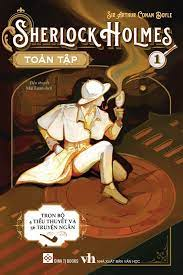 SIR ARTHUR CONAN DOYLE
SHERLOCK HOLMES
TOÀN TẬP
1
TRỌN BỘ
4 TIỂU THUYẾT VÀ
56 TRUYỆN NGẮN
ĐINH TỊ BOOKS
vh
NHÀ XUẤT BẢN VĂN HỌC